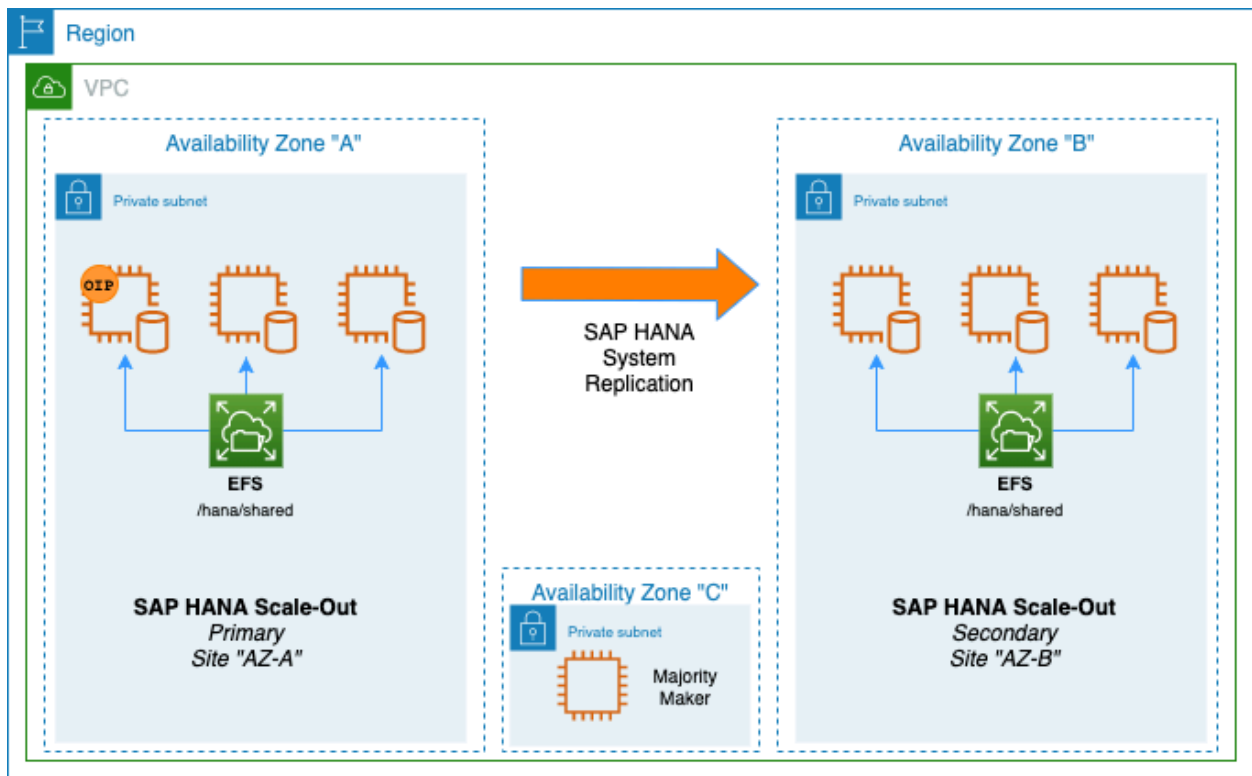 Region
VPC
Availability Zone "A"
Private subnet
OIP
EFS
/hana/shared
SAP HANA Scale-Out
Primary
Site "AZ-A"
SAP HANA
System
Replication
Availability Zone "C"
Private subnet
Majority
Maker
Availability Zone "B"
Private subnet
EFS
/hana/shared
SAP HANA Scale-Out
Secondary
Site "AZ-B"